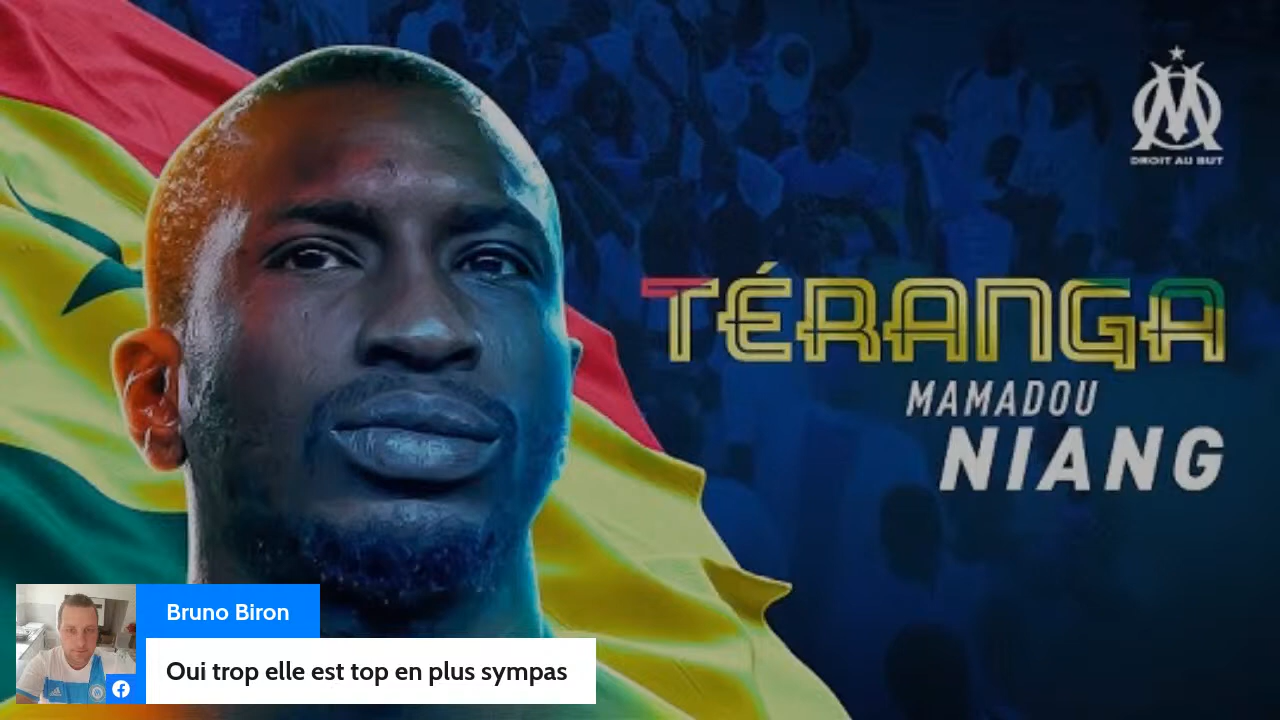 DROIT AU BUT
TÉRANGA
MAMADOU
NIANG
Bruno Biron
Oui trop elle est top en plus sympas